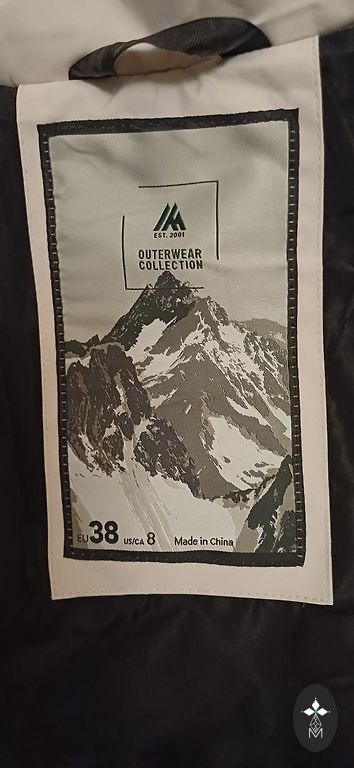 EST. 2001
OUTERWEAR
COLLECTION
EU 38 US/CA 8 Made in China
M